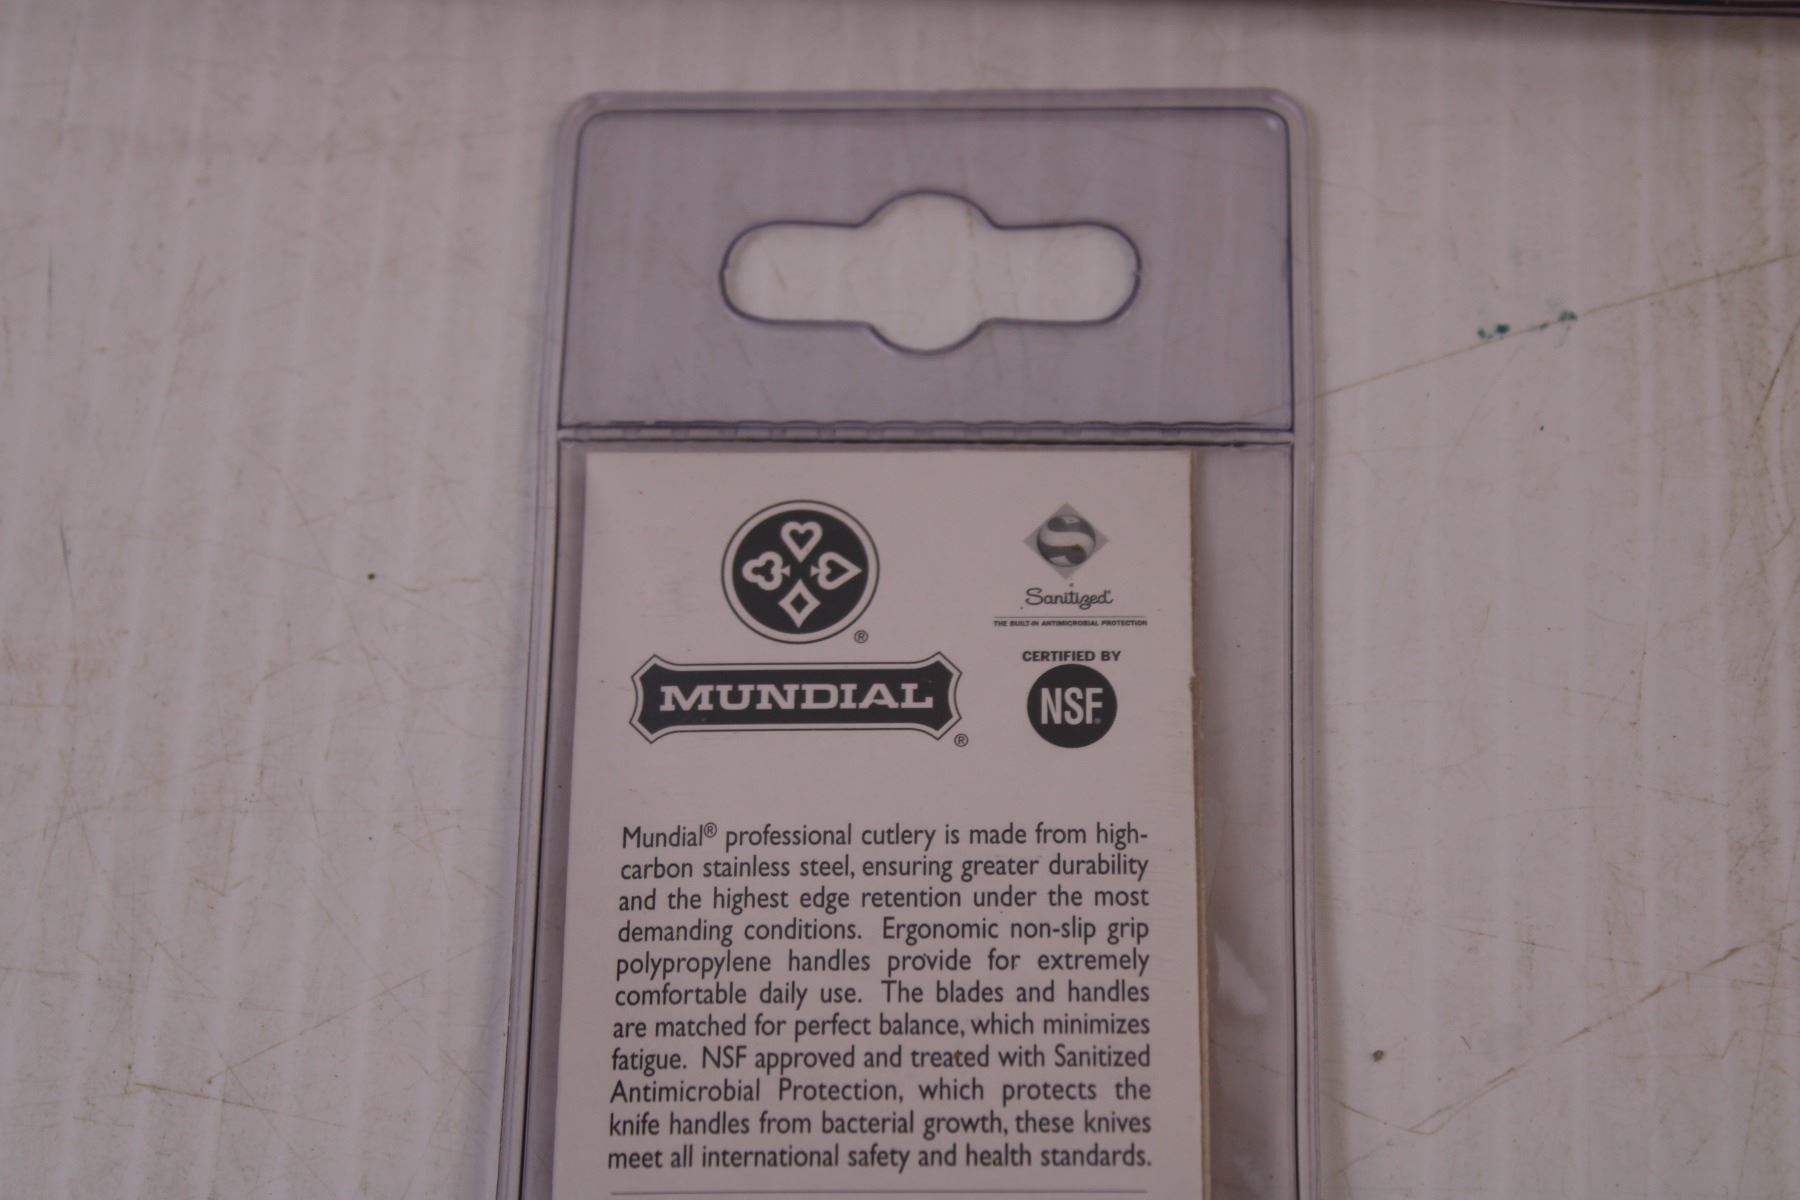 ®
MUNDIAL
®
S
Sanitized®
THE BUILT-IN ANTIMICROBIAL PROTECTION
CERTIFIED BY
NSF®
Mundial® professional cutlery is made from high-
carbon stainless steel, ensuring greater durability
and the highest edge retention under the most
demanding conditions. Ergonomic non-slip grip
polypropylene handles provide for extremely
comfortable daily use. The blades and handles
are matched for perfect balance, which minimizes
fatigue. NSF approved and treated with Sanitized
Antimicrobial Protection, which protects the
knife handles from bacterial growth, these knives
meet all international safety and health standards.